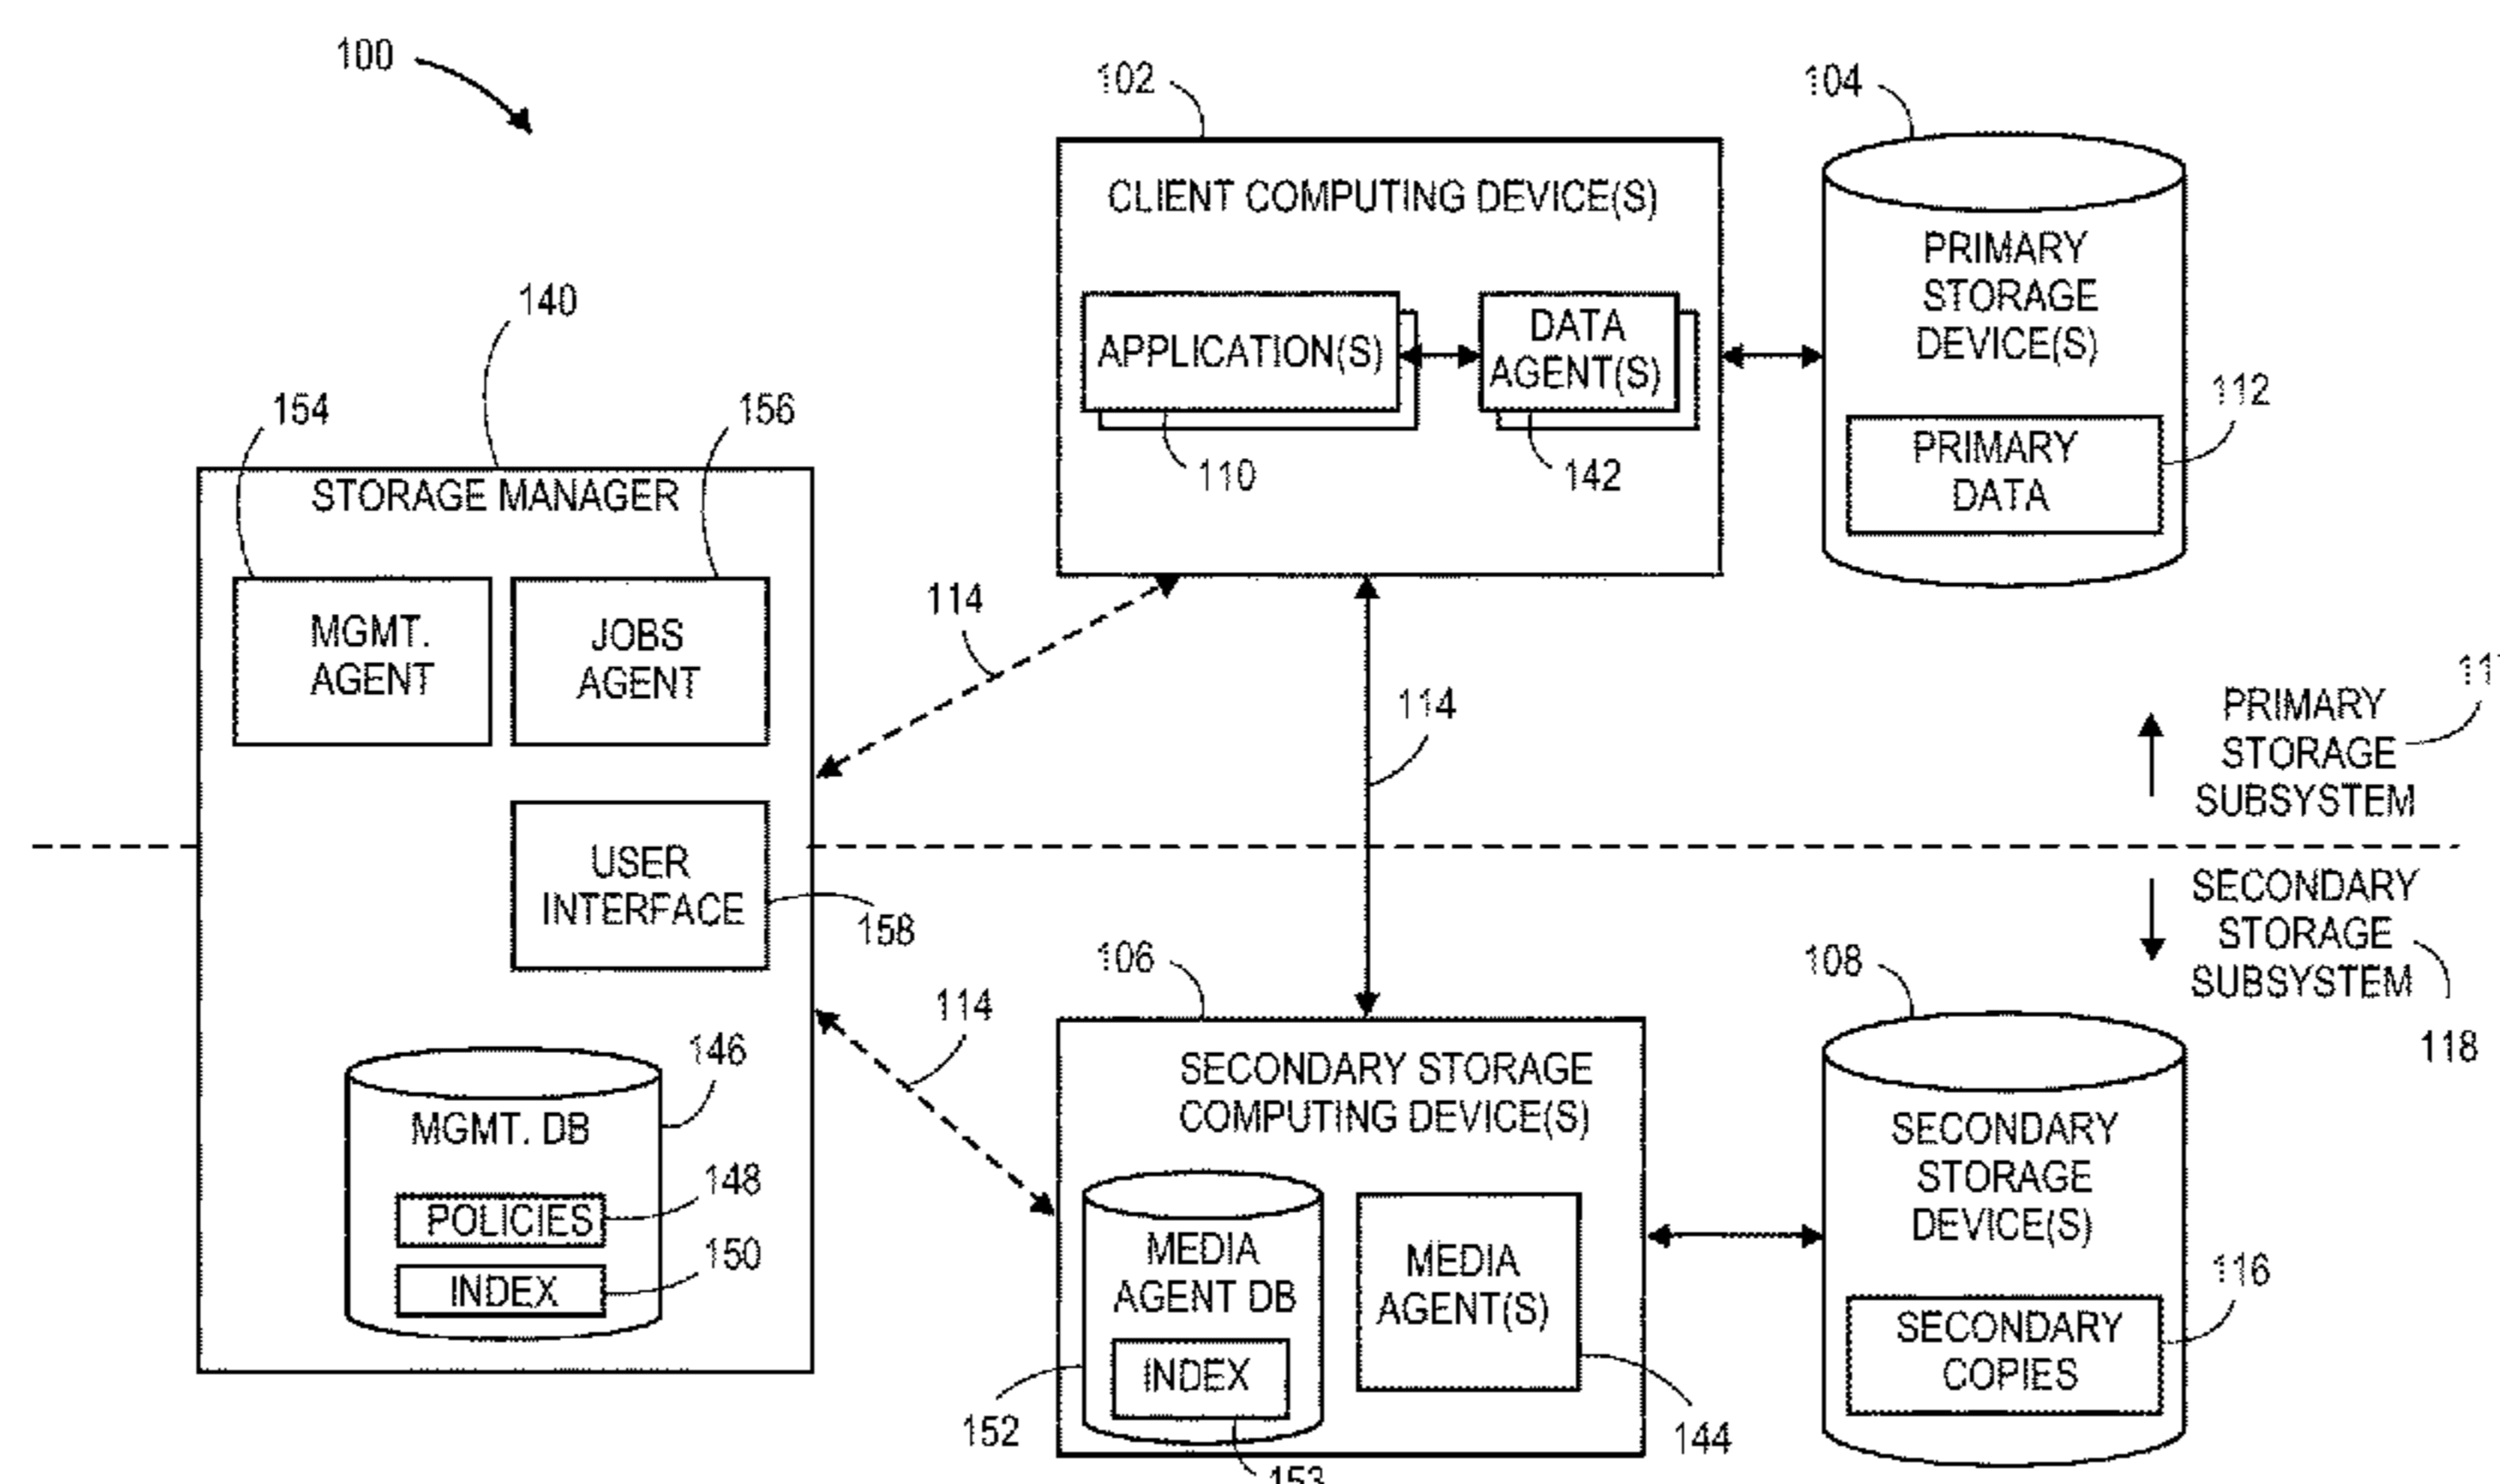 100
102
104
CLIENT COMPUTING DEVICE(S)
APPLICATION(S)
DATA
AGENT(S)
110
142
PRIMARY
STORAGE
DEVICE(S)
112
PRIMARY
DATA
140
154
156
STORAGE MANAGER
MGMT.
AGENT
JOBS
AGENT
114
114
PRIMARY
STORAGE
SUBSYSTEM
USER
INTERFACE
158
SECONDARY
STORAGE
SUBSYSTEM
118
114
106
108
146
MGMT. DB
148
POLICIES
150
INDEX
SECONDARY STORAGE
COMPUTING DEVICE(S)
MEDIA
AGENT DB
INDEX
MEDIA
AGENT(S)
152
153
144
SECONDARY
STORAGE
DEVICE(S)
116
SECONDARY
COPIES